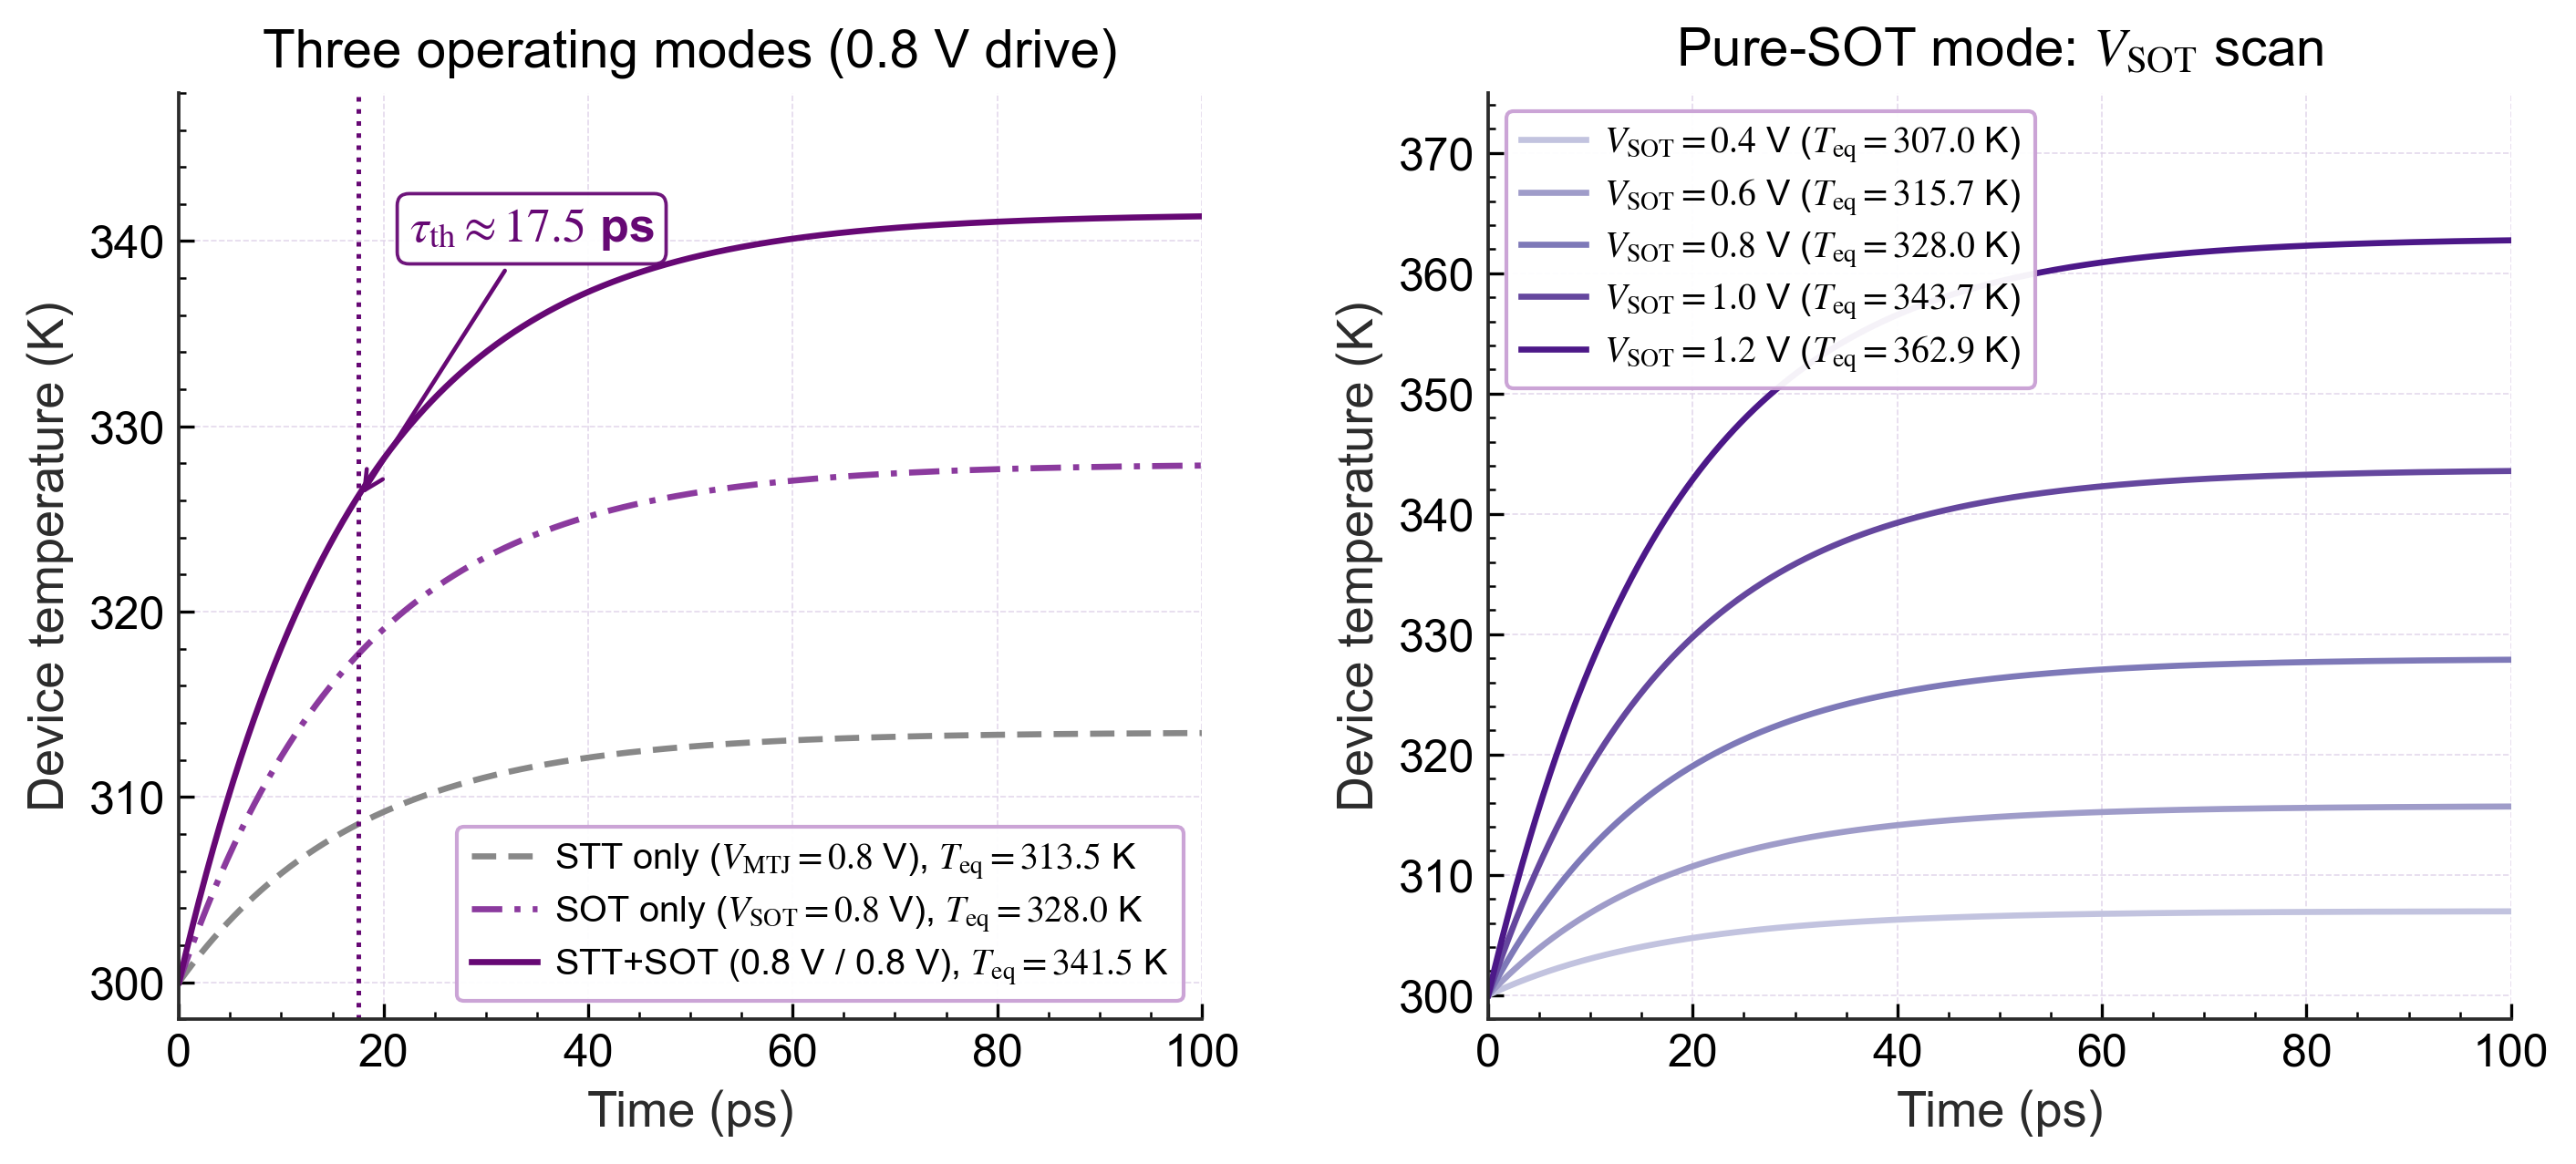 Three operating modes (0.8 V drive)
Device temperature (K)
340
330
320
310
300
τth ≈ 17.5 ps
STT only (VMTJ = 0.8 V), Teq = 313.5 K
SOT only (VSOT = 0.8 V), Teq = 328.0 K
STT+SOT (0.8 V / 0.8 V), Teq = 341.5 K
0 20 40 60 80 100
Time (ps)
Pure-SOT mode: VSOT scan
Device temperature (K)
370
360
350
340
330
320
310
300
VSOT = 0.4 V (Teq = 307.0 K)
VSOT = 0.6 V (Teq = 315.7 K)
VSOT = 0.8 V (Teq = 328.0 K)
VSOT = 1.0 V (Teq = 343.7 K)
VSOT = 1.2 V (Teq = 362.9 K)
0 20 40 60 80 100
Time (ps)